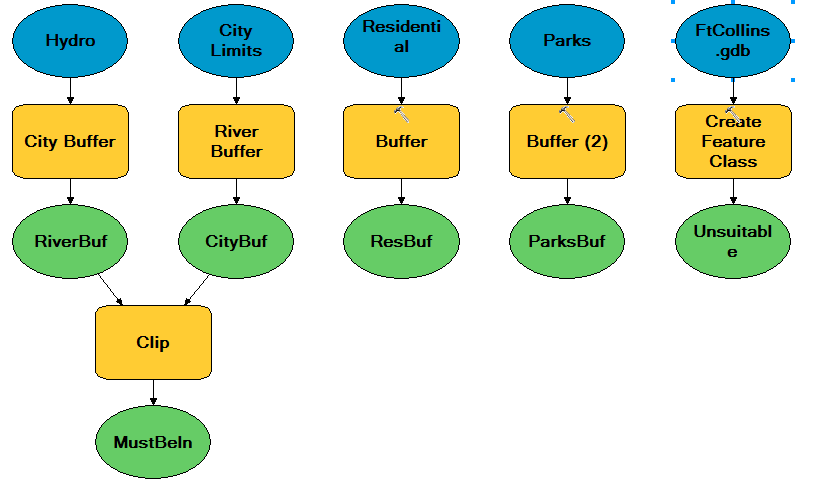 Hydro
City
Limits
Residenti
al
Parks
FtCollins
.gdb
City Buffer
River
Buffer
Buffer
Buffer (2)
Create
Feature
Class
RiverBuf
CityBuf
ResBuf
ParksBuf
Unsuitabl
e
Clip
MustBeIn